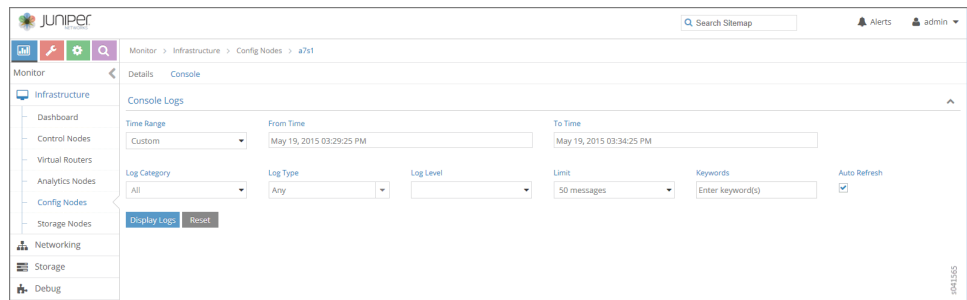 JUNIPER
NETWORKS
Search Sitemap
Alerts
admin
Monitor > Infrastructure > Config Nodes > a7s1
Monitor
Details Console
Infrastructure
Console Logs
Dashboard
Time Range From Time To Time
Control Nodes
Custom May 19, 2015 03:29:25 PM May 19, 2015 03:34:25 PM
Virtual Routers
Log Category Log Type Log Level Limit Keywords Auto Refresh
Analytics Nodes
All Any 50 messages Enter keyword(s)
Config Nodes
Display Logs Reset
Storage Nodes
Networking
Storage
Debug
s041565